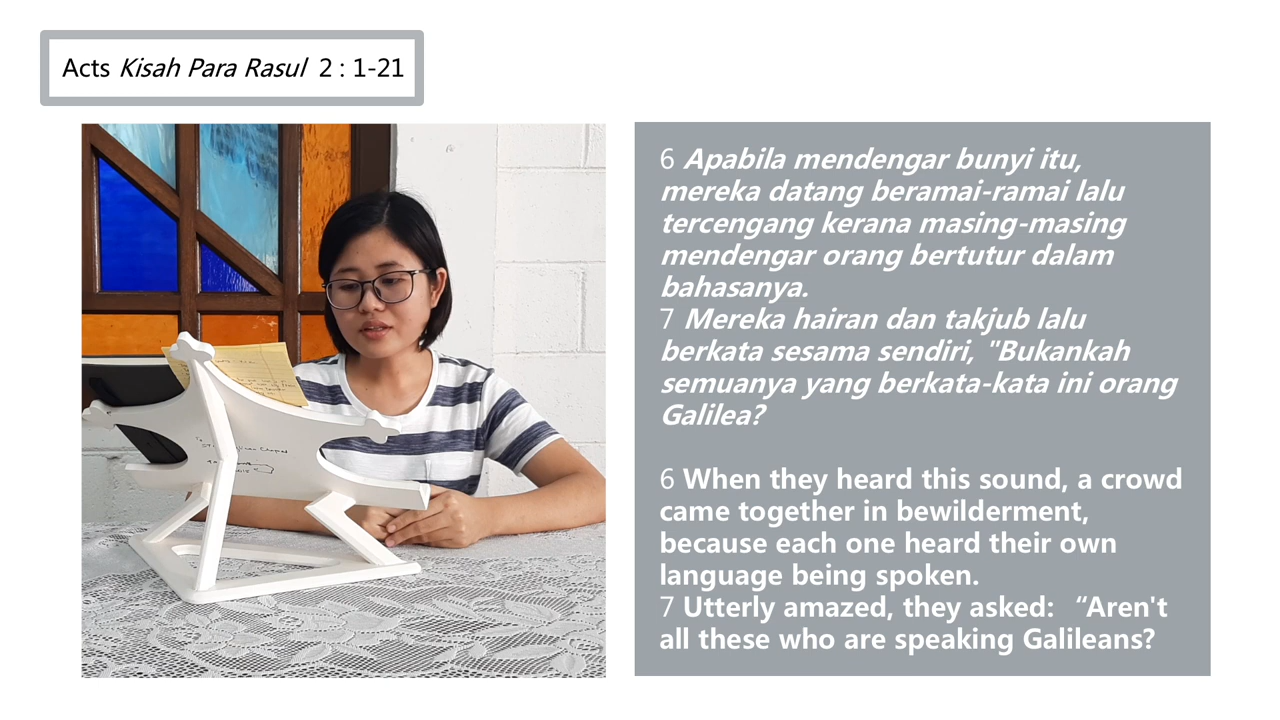 Acts Kisah Para Rasul 2 : 1-21
6 Apabila mendengar bunyi itu,
mereka datang beramai-ramai lalu
tercengang kerana masing-masing
mendengar orang bertutur dalam
bahasanya.
7 Mereka hairan dan takjub lalu
berkata sesama sendiri, "Bukankah
semuanya yang berkata-kata ini orang
Galilea?
6 When they heard this sound, a crowd
came together in bewilderment,
because each one heard their own
language being spoken.
7 Utterly amazed, they asked: “Aren't
all these who are speaking Galileans?